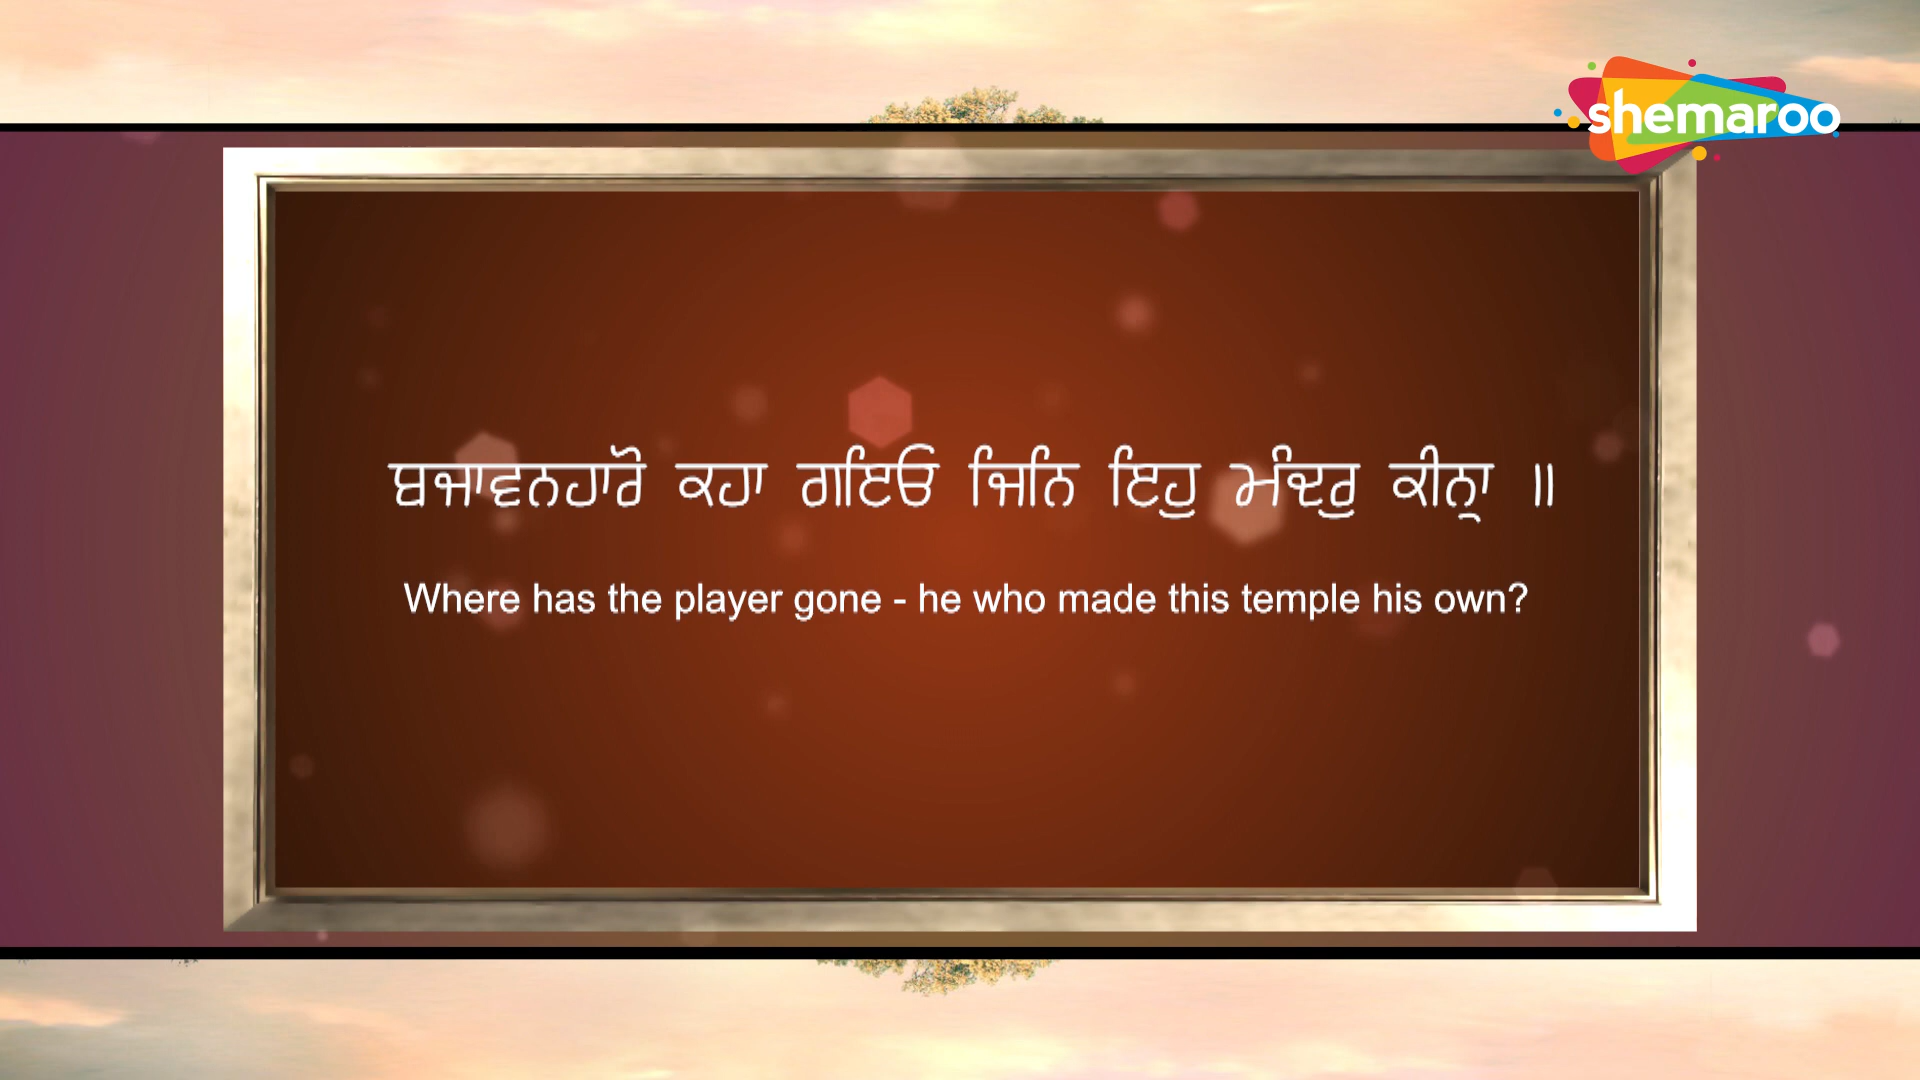 shemaroo
ਬਜਾਵਨਹਾਰੋ ਕਹਾ ਗਇਓ ਜਿਨਿ ਇਹੁ ਮੰਦਰੁ ਕੀਨ੍ਹਾ ॥
Where has the player gone - he who made this temple his own?